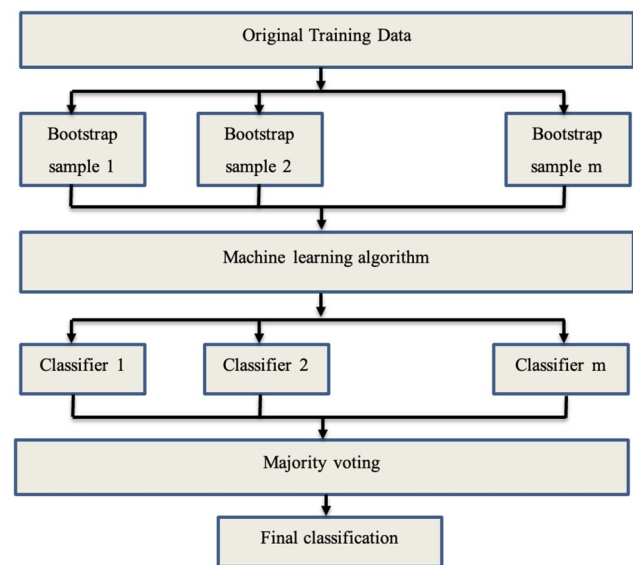 Original Training Data
Bootstrap
sample 1
Bootstrap
sample 2
Bootstrap
sample m
Machine learning algorithm
Classifier 1
Classifier 2
Classifier m
Majority voting
Final classification